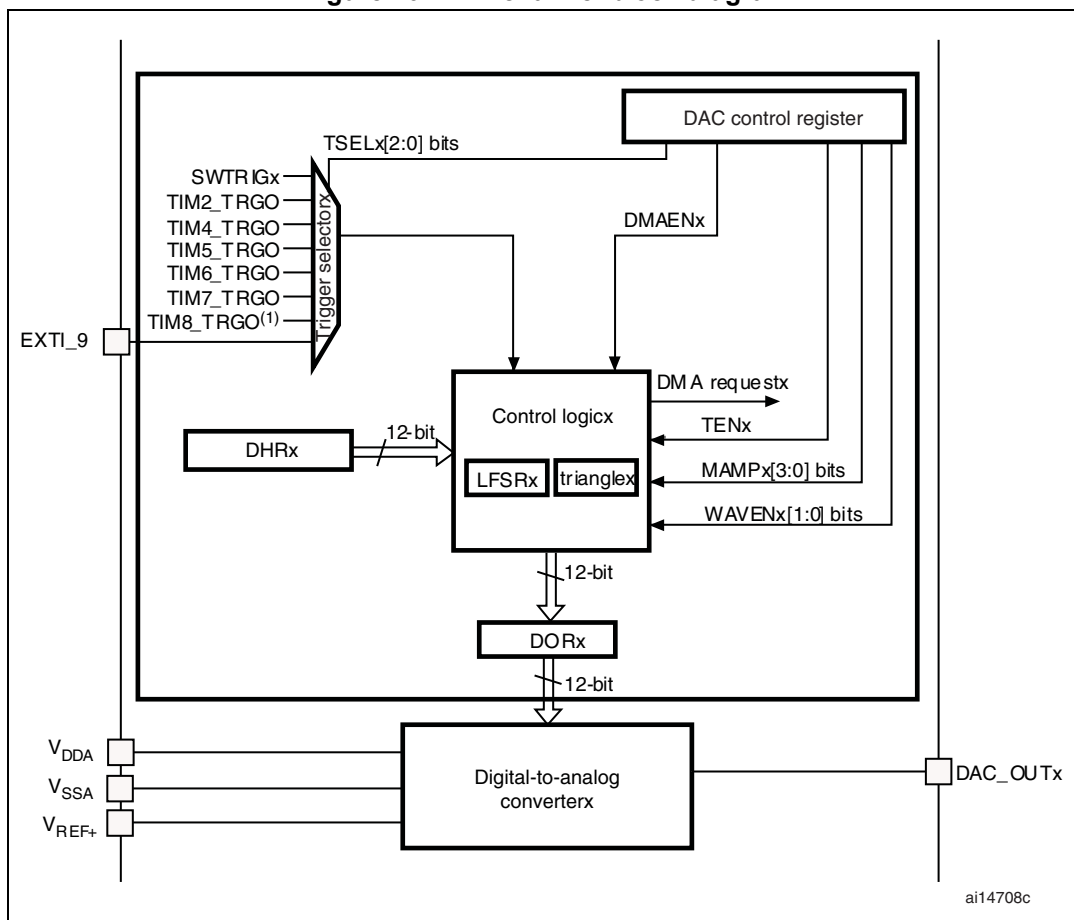 DAC control register
TSELx[2:0] bits
SWTRIGx
TIM2_TRGO
TIM4_TRGO
TIM5_TRGO
TIM6_TRGO
TIM7_TRGO
TIM8_TRGO(1)
EXTI_9
Trigger selectorx
DMAENx
DMA requestx
Control logicx
TENx
12-bit
DHRx
LFSRx
trianglex
MAMPx[3:0] bits
WAVENx[1:0] bits
12-bit
DORx
12-bit
VDDA
VSSA
VREF+
Digital-to-analog
converterx
DAC_OUTx
ai14708c